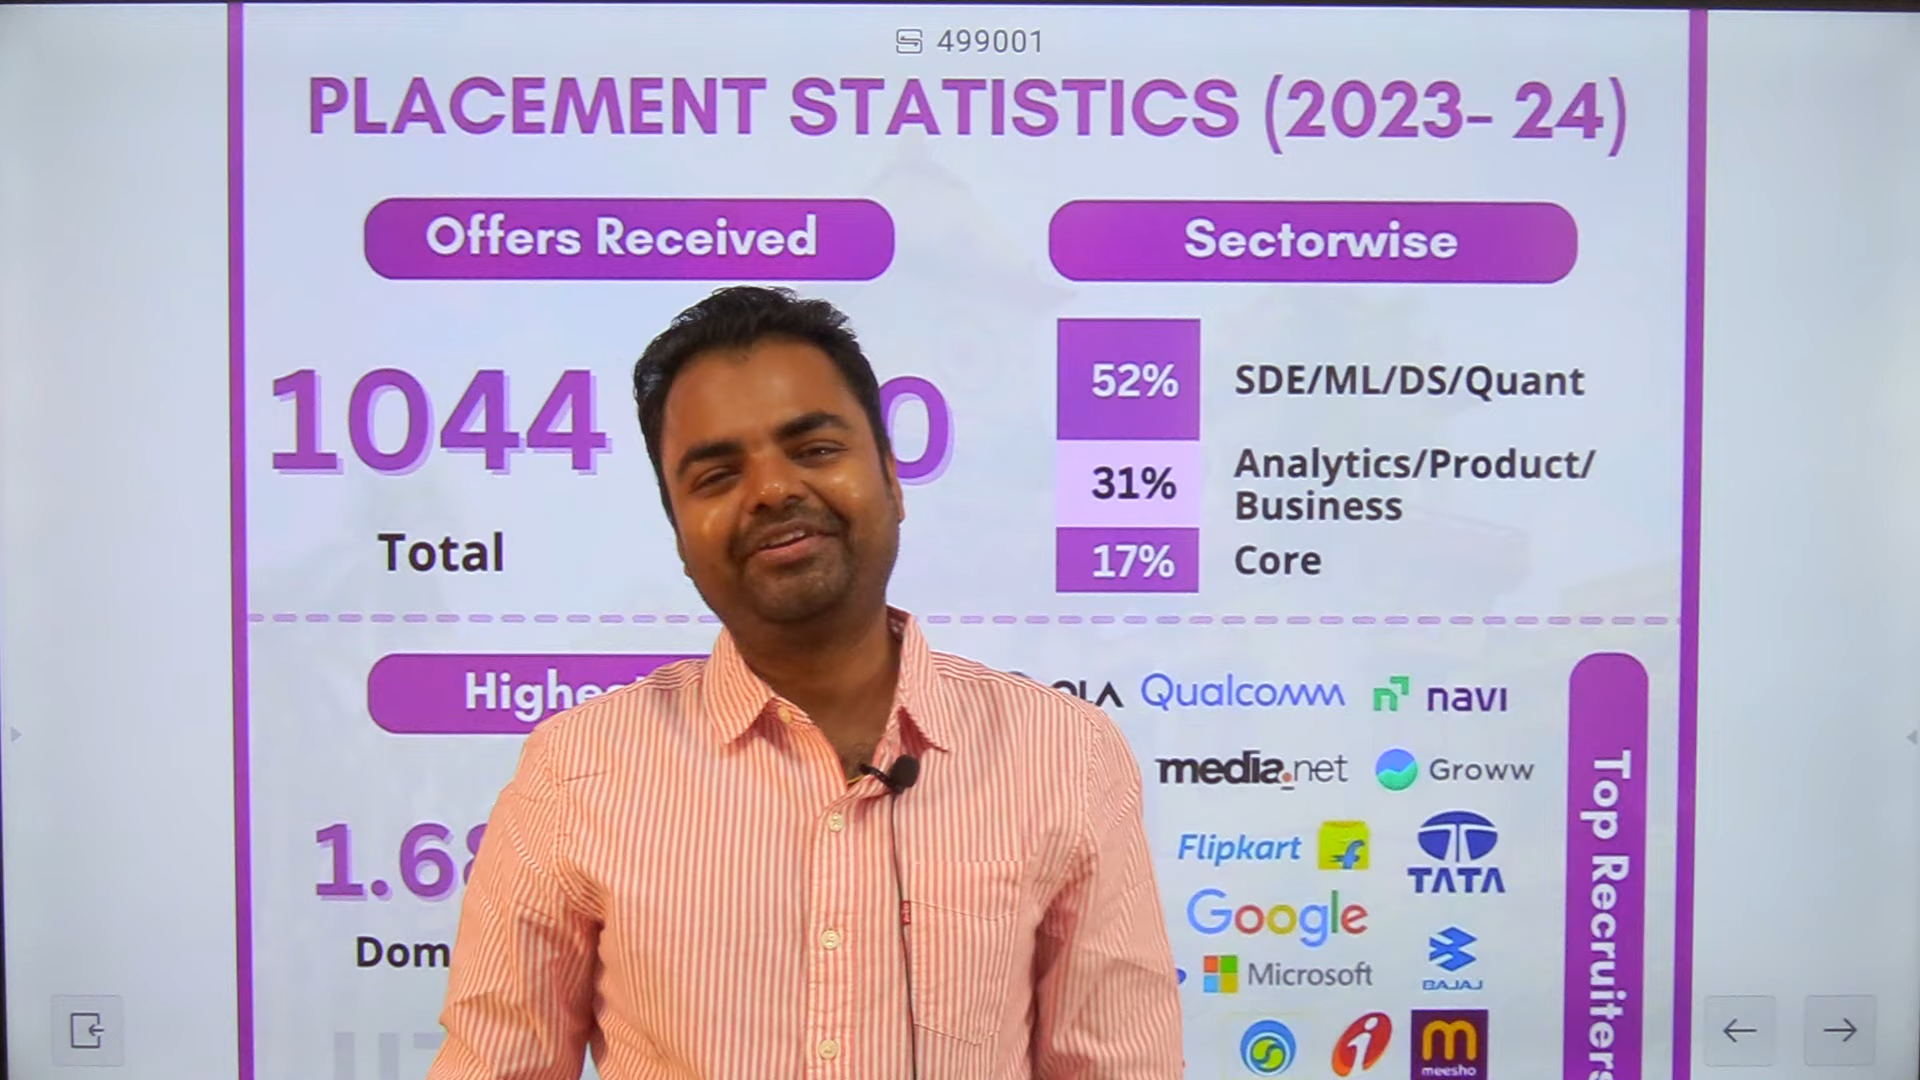 499001
PLACEMENT STATISTICS (2023- 24)
Offers Received
1044
Total
Sectorwise
52% SDE/ML/DS/Quant
31% Analytics/Product/
Business
17% Core
OLA Qualcomm navi
media.net Groww
Flipkart TATA
Google
Microsoft BAJAJ
meesho
Top Recruiters